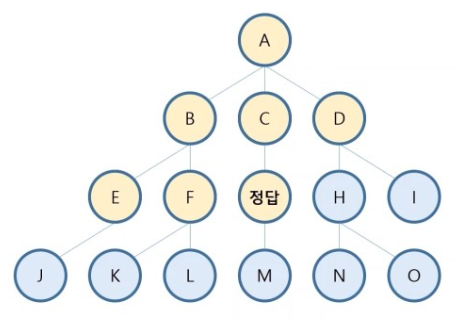 A
B C D
E F 정답 H I
J K L M N O